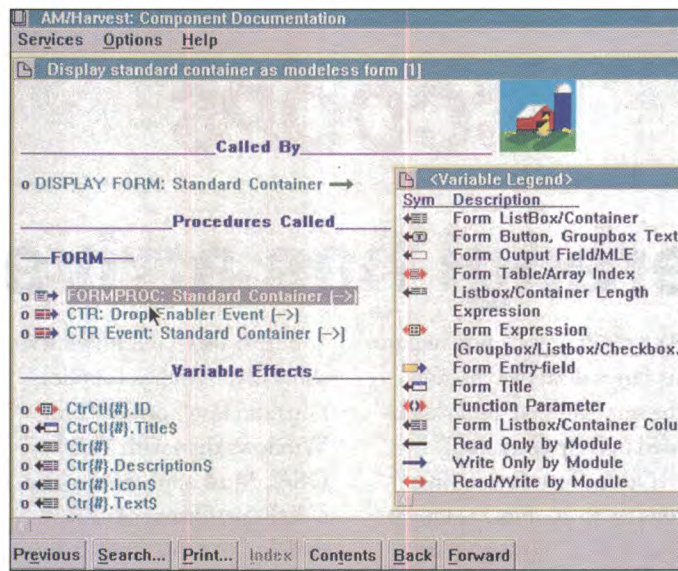 AM/Harvest: Component Documentation
Services Options Help
Display standard container as modeless form [1]
Called By
o DISPLAY FORM: Standard Container
Procedures Called
FORM
o FORMPROC: Standard Container (->)
o CTR: Drop Enabler Event (->)
o CTR Event: Standard Container (->)
Variable Effects
o CtrCtl{#}.ID
o CtrCtl{#}.Title$
o Ctr{#}
o Ctr{#}.Description$
o Ctr{#}.Icon$
o Ctr{#}.Text$
<Variable Legend>
Sym Description
Form ListBox/Container
Form Button, Groupbox Text
Form Output Field/MLE
Form Table/Array Index
Listbox/Container Length
Expression
Form Expression
(Groupbox/Listbox/Checkbox.
Form Entry-field
Form Title
Function Parameter
Form Listbox/Container Colu
Read Only by Module
Write Only by Module
Read/Write by Module
Previous Search... Print... Index Contents Back Forward